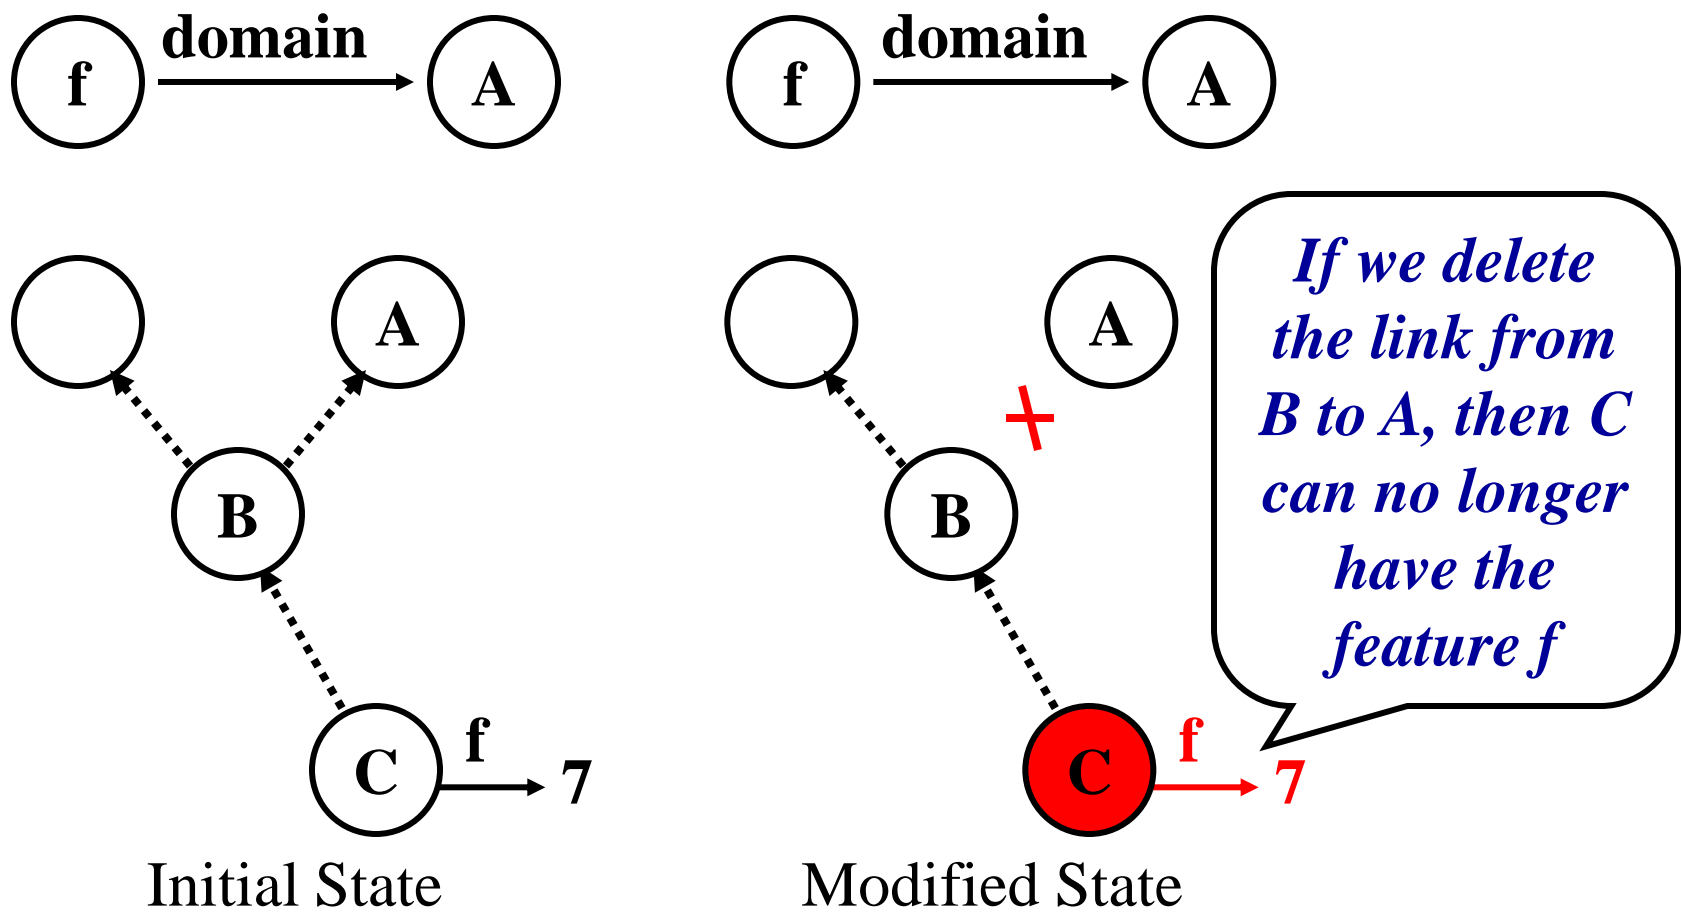 domain
f
A
domain
f
A
A
B
C
f
7
Initial State
A
B
C
f
7
Modified State
If we delete
the link from
B to A, then C
can no longer
have the
feature f